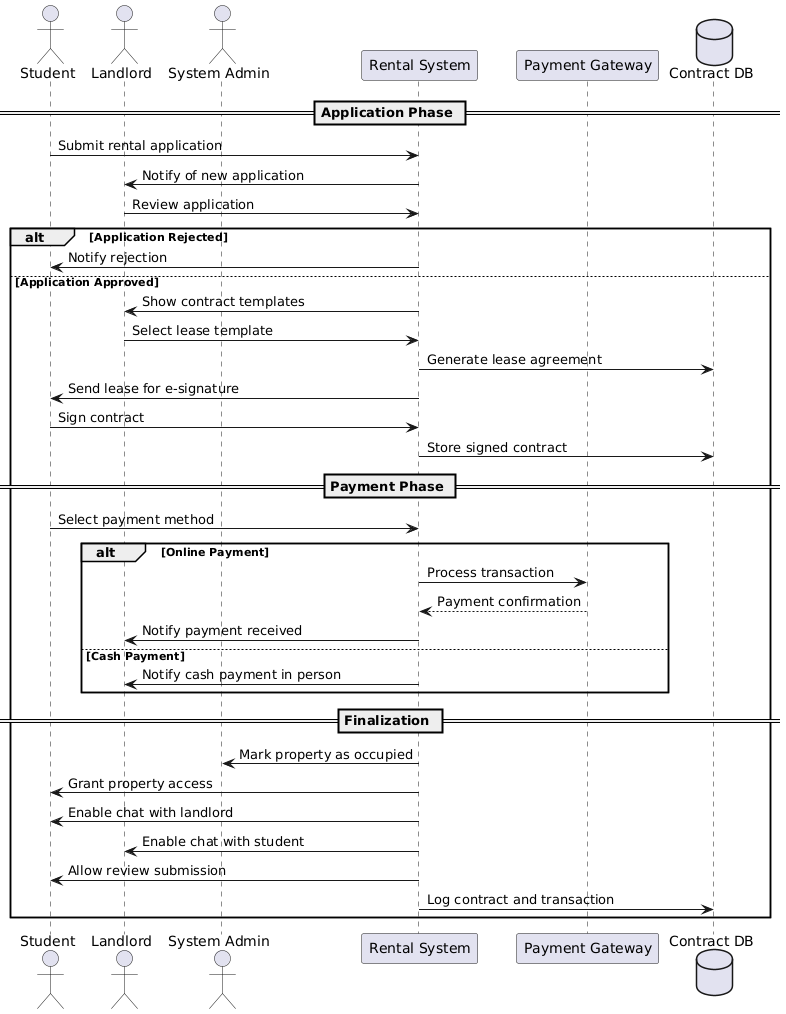 Student
Landlord
System Admin
Rental System
Payment Gateway
Contract DB
Application Phase
Submit rental application
Notify of new application
Review application
alt
[Application Rejected]
Notify rejection
[Application Approved]
Show contract templates
Select lease template
Generate lease agreement
Send lease for e-signature
Sign contract
Store signed contract
Payment Phase
Select payment method
alt
[Online Payment]
Process transaction
Payment confirmation
Notify payment received
[Cash Payment]
Notify cash payment in person
Finalization
Mark property as occupied
Grant property access
Enable chat with landlord
Enable chat with student
Allow review submission
Log contract and transaction
Student
Landlord
System Admin
Rental System
Payment Gateway
Contract DB